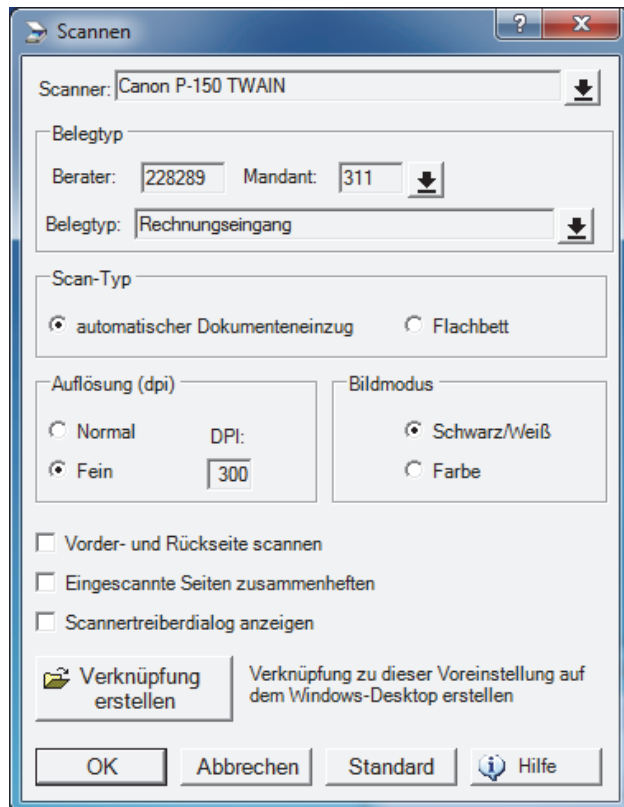 Scannen
Scanner: Canon P-150 TWAIN
Belegtyp
Berater: 228289 Mandant: 311
Belegtyp: Rechnungseingang
Scan-Typ
automatischer Dokumenteneinzug Flachbett
Auflösung (dpi) Bildmodus
Normal DPI: Schwarz/Weiß
Fein 300 Farbe
Vorder- und Rückseite scannen
Eingescannte Seiten zusammenheften
Scannertreiberdialog anzeigen
Verknüpfung erstellen
Verknüpfung zu dieser Voreinstellung auf
dem Windows-Desktop erstellen
OK Abbrechen Standard Hilfe